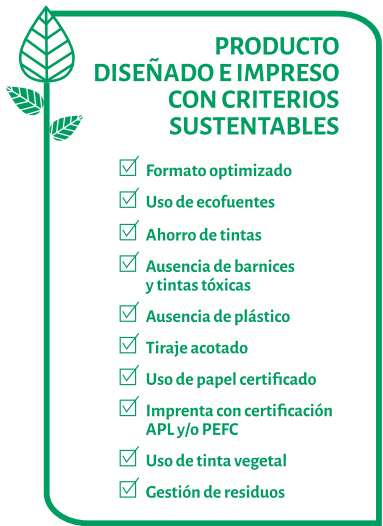 PRODUCTO
DISEÑADO E IMPRESO
CON CRITERIOS
SUSTENTABLES
Formato optimizado
Uso de ecofuentes
Ahorro de tintas
Ausencia de barnices
y tintas tóxicas
Ausencia de plástico
Tiraje acotado
Uso de papel certificado
Imprenta con certificación
APL y/o PEFC
Uso de tinta vegetal
Gestión de residuos